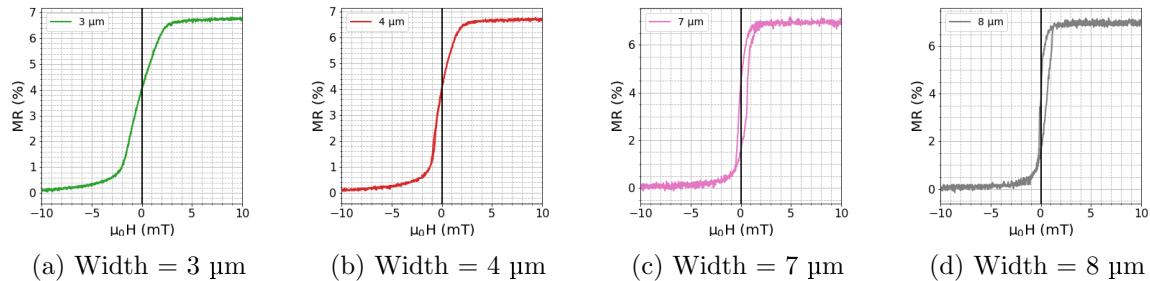 7
6
5
4
3
2
1
0
MR (%)
3 µm
−10 −5 0 5 10
µ₀H (mT)
(a) Width = 3 µm
7
6
5
4
3
2
1
0
MR (%)
4 µm
−10 −5 0 5 10
µ₀H (mT)
(b) Width = 4 µm
6
4
2
0
MR (%)
7 µm
−10 −5 0 5 10
µ₀H (mT)
(c) Width = 7 µm
6
4
2
0
MR (%)
8 µm
−10 −5 0 5 10
µ₀H (mT)
(d) Width = 8 µm